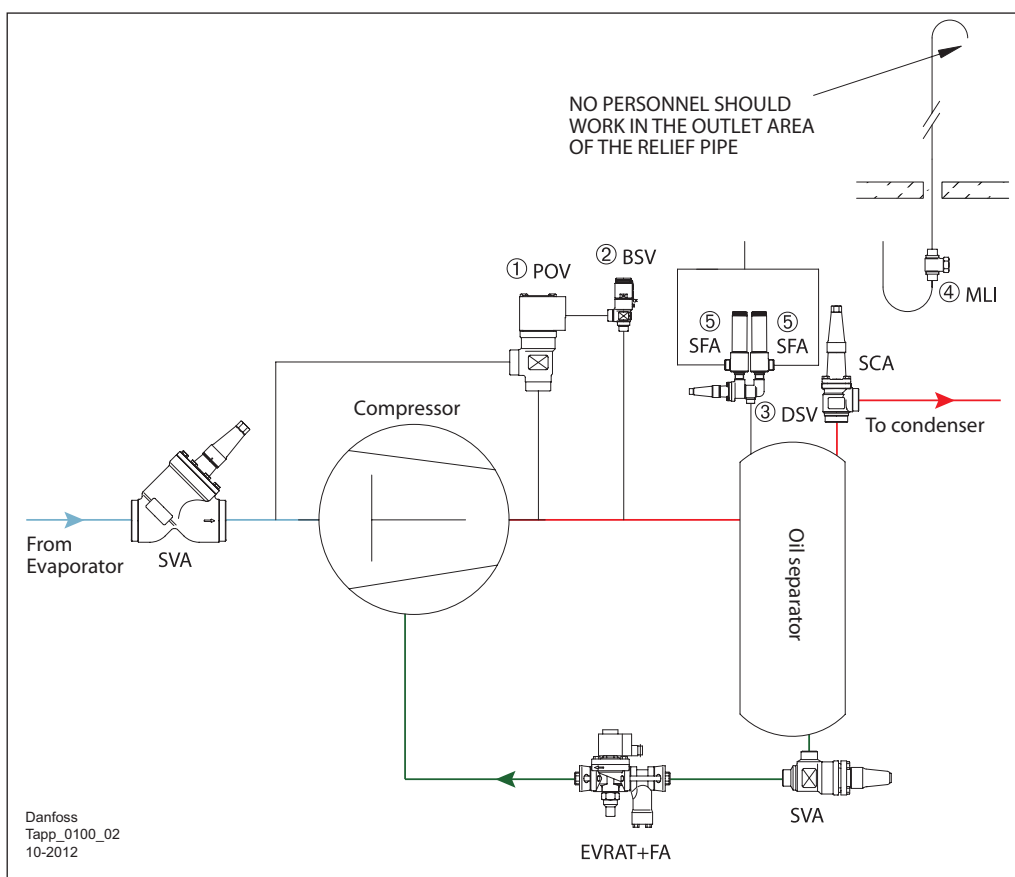 NO PERSONNEL SHOULD
WORK IN THE OUTLET AREA
OF THE RELIEF PIPE
① POV
② BSV
④ MLI
⑤
SFA
⑤
SFA
SCA
Compressor
③ DSV
To condenser
From
Evaporator
SVA
Oil separator
SVA
EVRAT+FA
Danfoss
Tapp_0100_02
10-2012